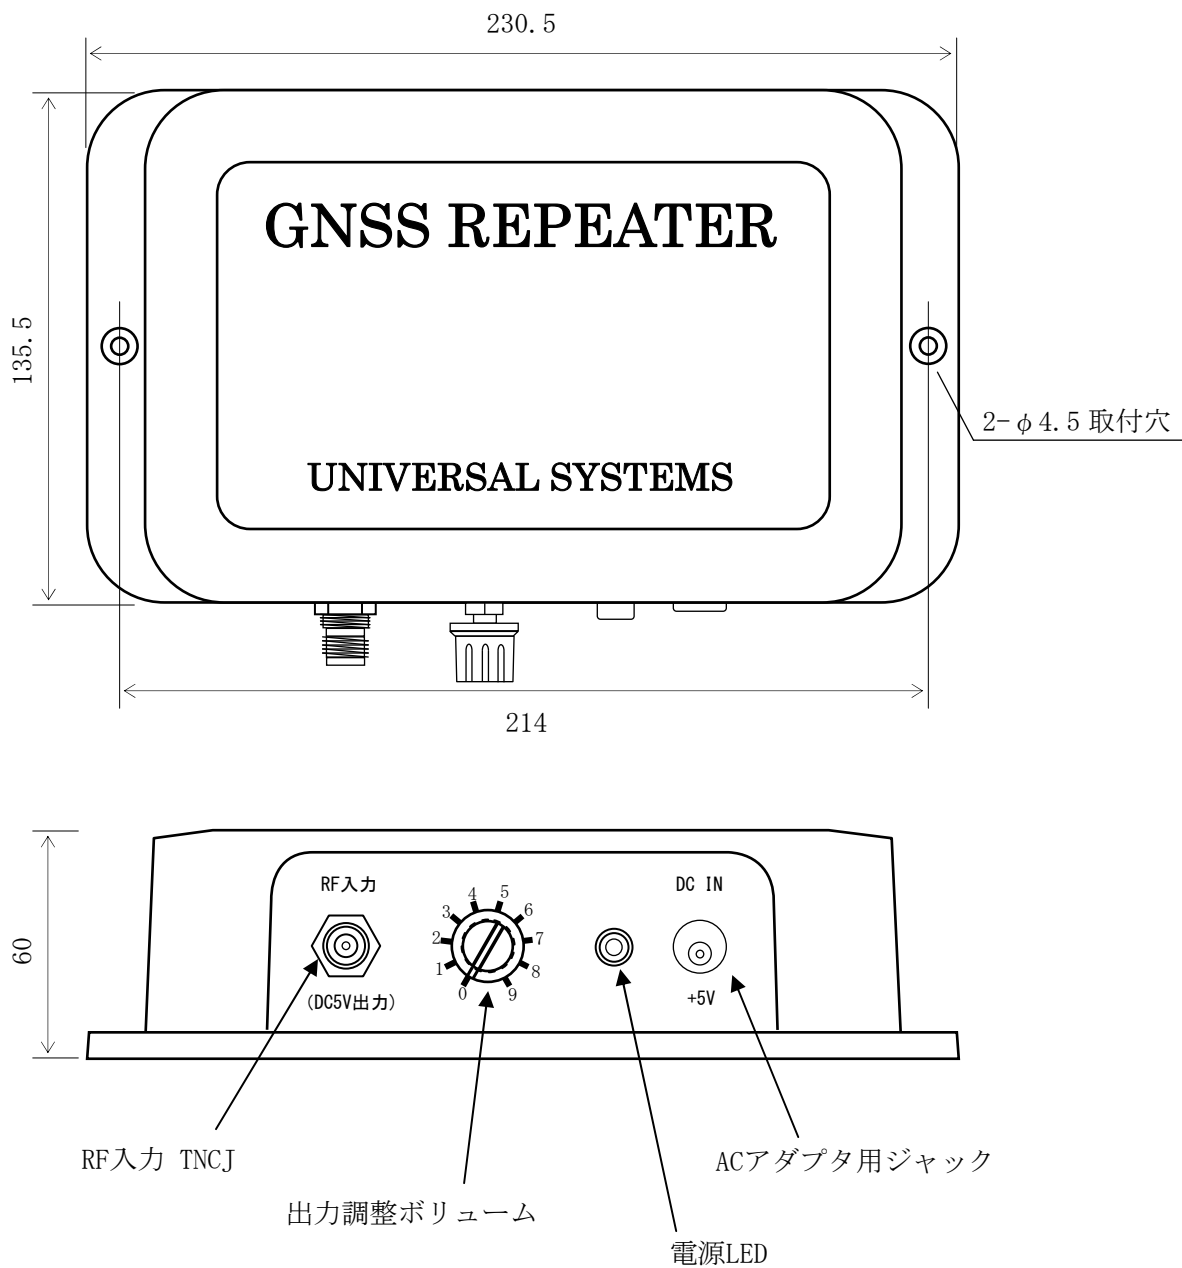 230.5
135.5
GNSS REPEATER
2-φ4.5 取付穴
UNIVERSAL SYSTEMS
214
60
RF入力
(DC5V出力)
0
1
2
3
4
5
6
7
8
9
DC IN
+5V
RF入力 TNCJ
出力調整ボリューム
電源LED
ACアダプタ用ジャック